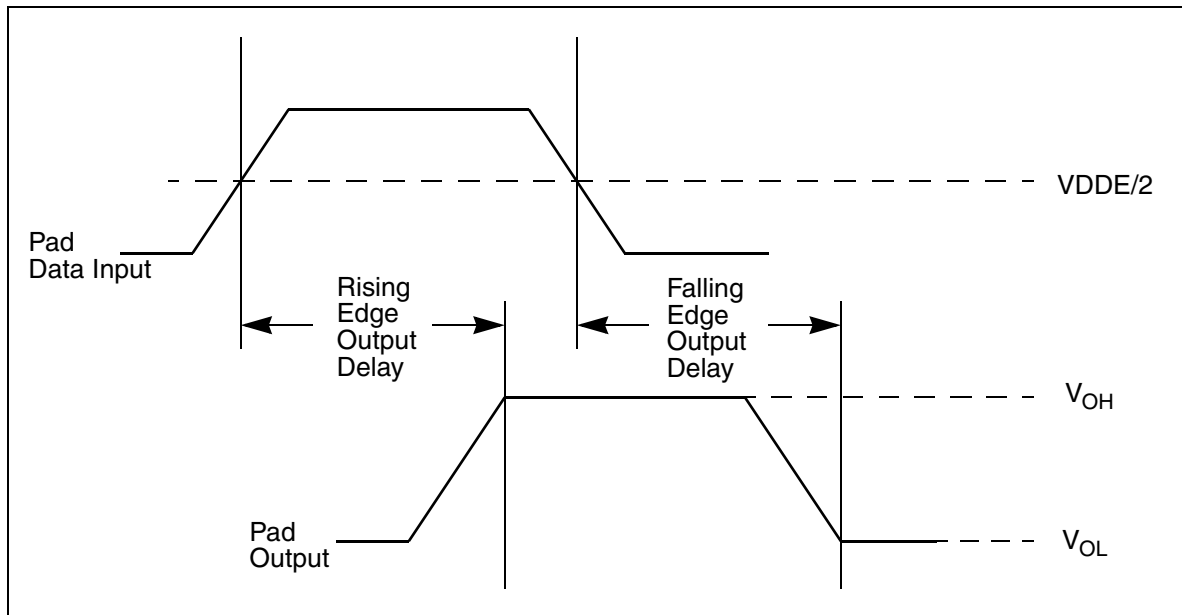 VDDE/2
Pad
Data Input
Rising
Edge
Output
Delay
Falling
Edge
Output
Delay
VOH
Pad
Output
VOL